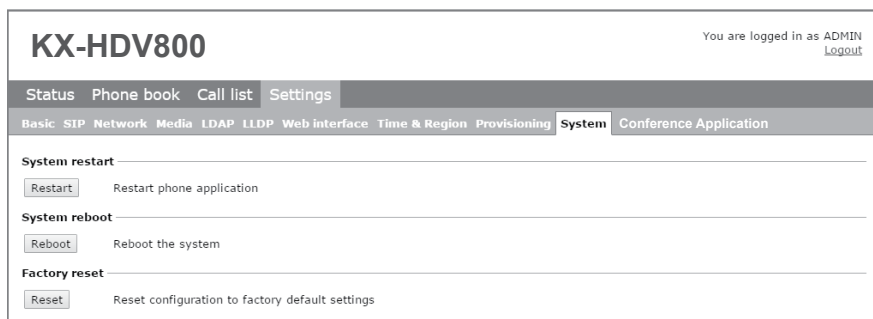 KX-HDV800
You are logged in as ADMIN
Logout
Status Phone book Call list Settings
Basic SIP Network Media LDAP LLDP Web interface Time & Region Provisioning System Conference Application
System restart
Restart Restart phone application
System reboot
Reboot Reboot the system
Factory reset
Reset Reset configuration to factory default settings